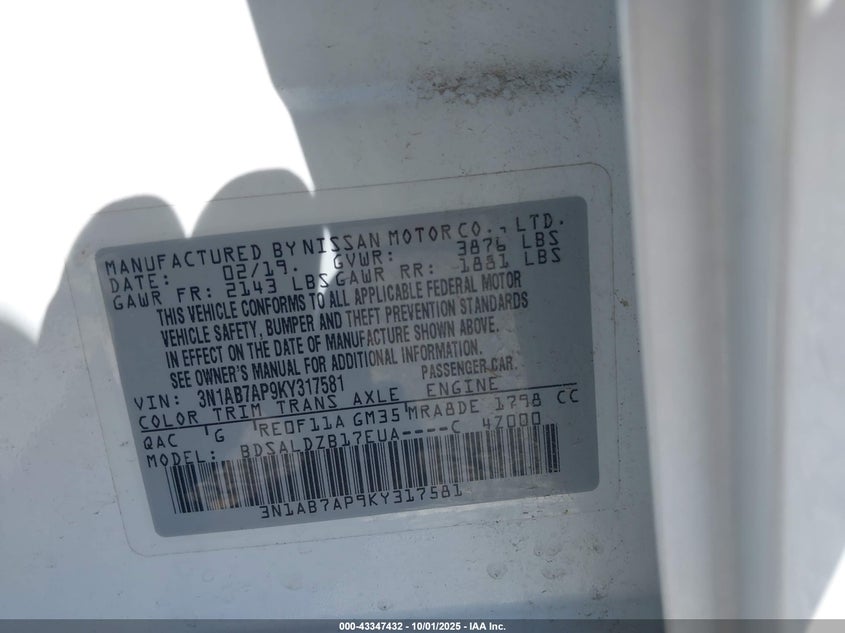 MANUFACTURED BY NISSAN MOTOR CO., LTD.
DATE: 02/19. GVWR: 3876 LBS
GAWR FR: 2143 LBS GAWR RR: 1881 LBS
THIS VEHICLE CONFORMS TO ALL APPLICABLE FEDERAL MOTOR
VEHICLE SAFETY, BUMPER AND THEFT PREVENTION STANDARDS
IN EFFECT ON THE DATE OF MANUFACTURE SHOWN ABOVE.
SEE OWNER'S MANUAL FOR ADDITIONAL INFORMATION.
PASSENGER CAR.
VIN: 3N1AB7AP9KY317581
COLOR TRIM TRANS AXLE ENGINE
QAC G RE0F11A GM35 MRA8DE 1798 CC
MODEL: BDSALDZB17EUA----C 47000
3N1AB7AP9KY317581
000-43347432 - 10/01/2025 - IAA Inc.